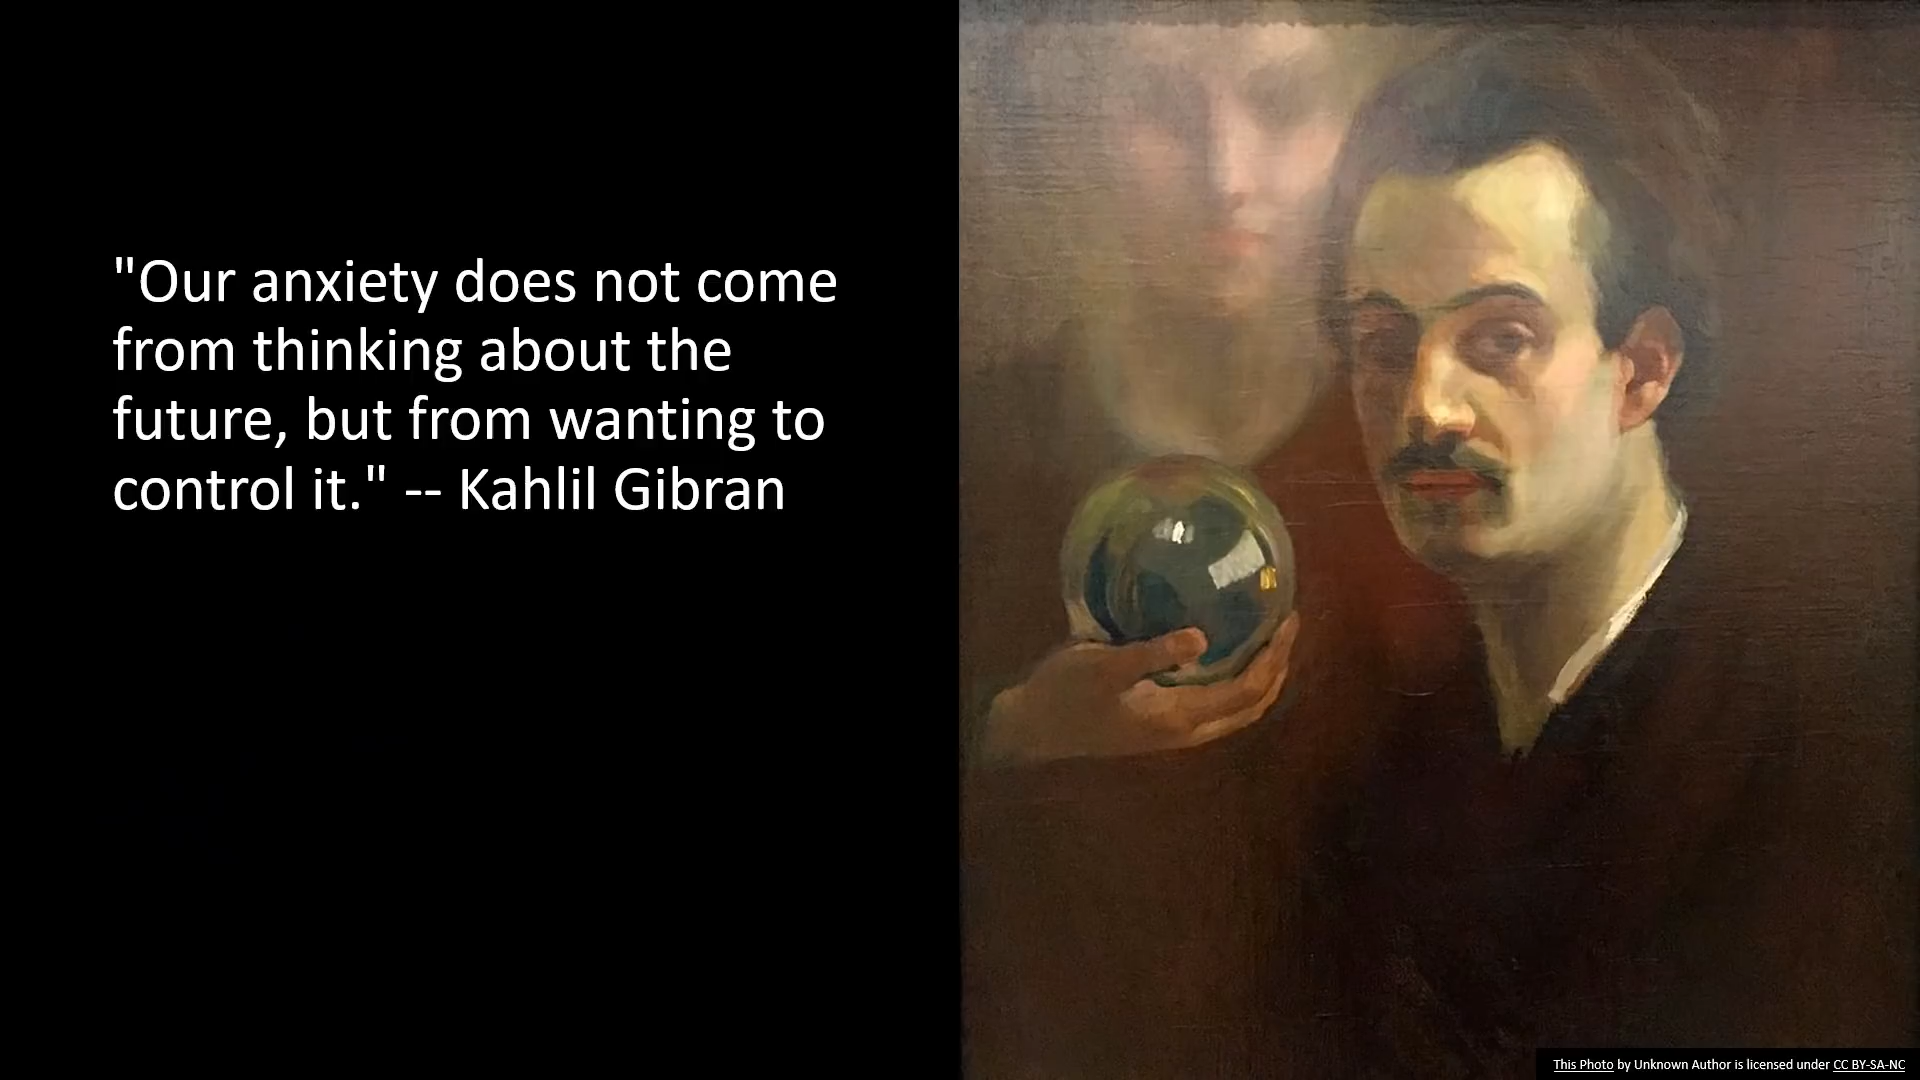 "Our anxiety does not come
from thinking about the
future, but from wanting to
control it." -- Kahlil Gibran
This Photo by Unknown Author is licensed under CC BY-SA-NC